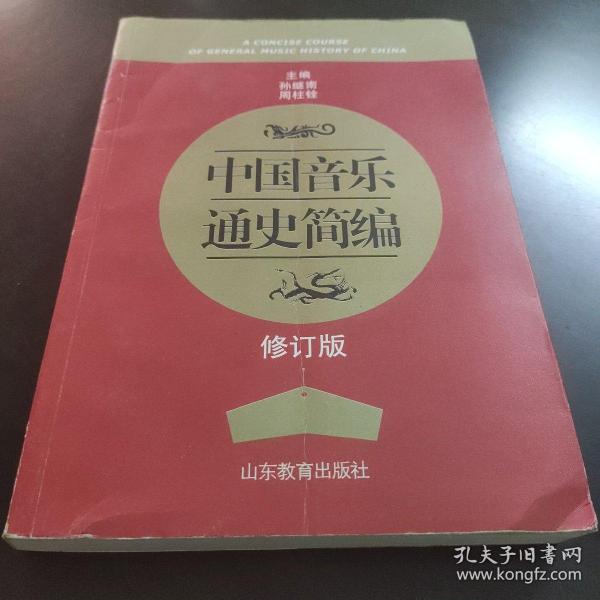 A CONCISE COURSE
OF GENERAL MUSIC HISTORY OF CHINA
主编
孙继南
周柱铨
中国音乐
通史简编
修订版
山东教育出版社
孔夫子旧书网
www.kongfz.com